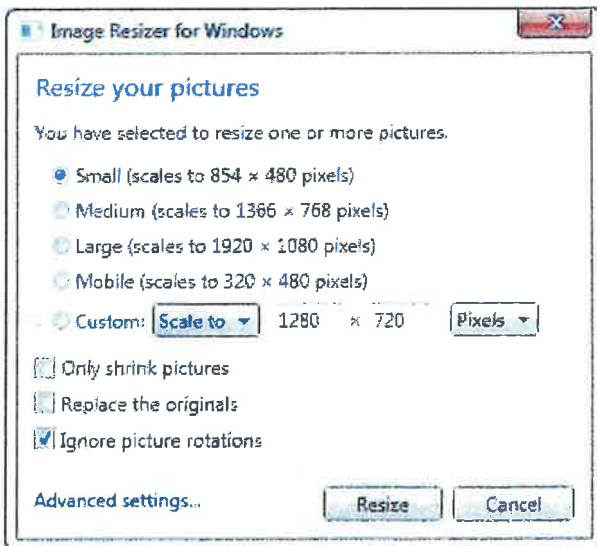 Image Resizer for Windows
Resize your pictures
You have selected to resize one or more pictures.
Small (scales to 854 × 480 pixels)
Medium (scales to 1366 × 768 pixels)
Large (scales to 1920 × 1080 pixels)
Mobile (scales to 320 × 480 pixels)
Custom: Scale to 1280 × 720 Pixels
Only shrink pictures
Replace the originals
Ignore picture rotations
Advanced settings... Resize Cancel